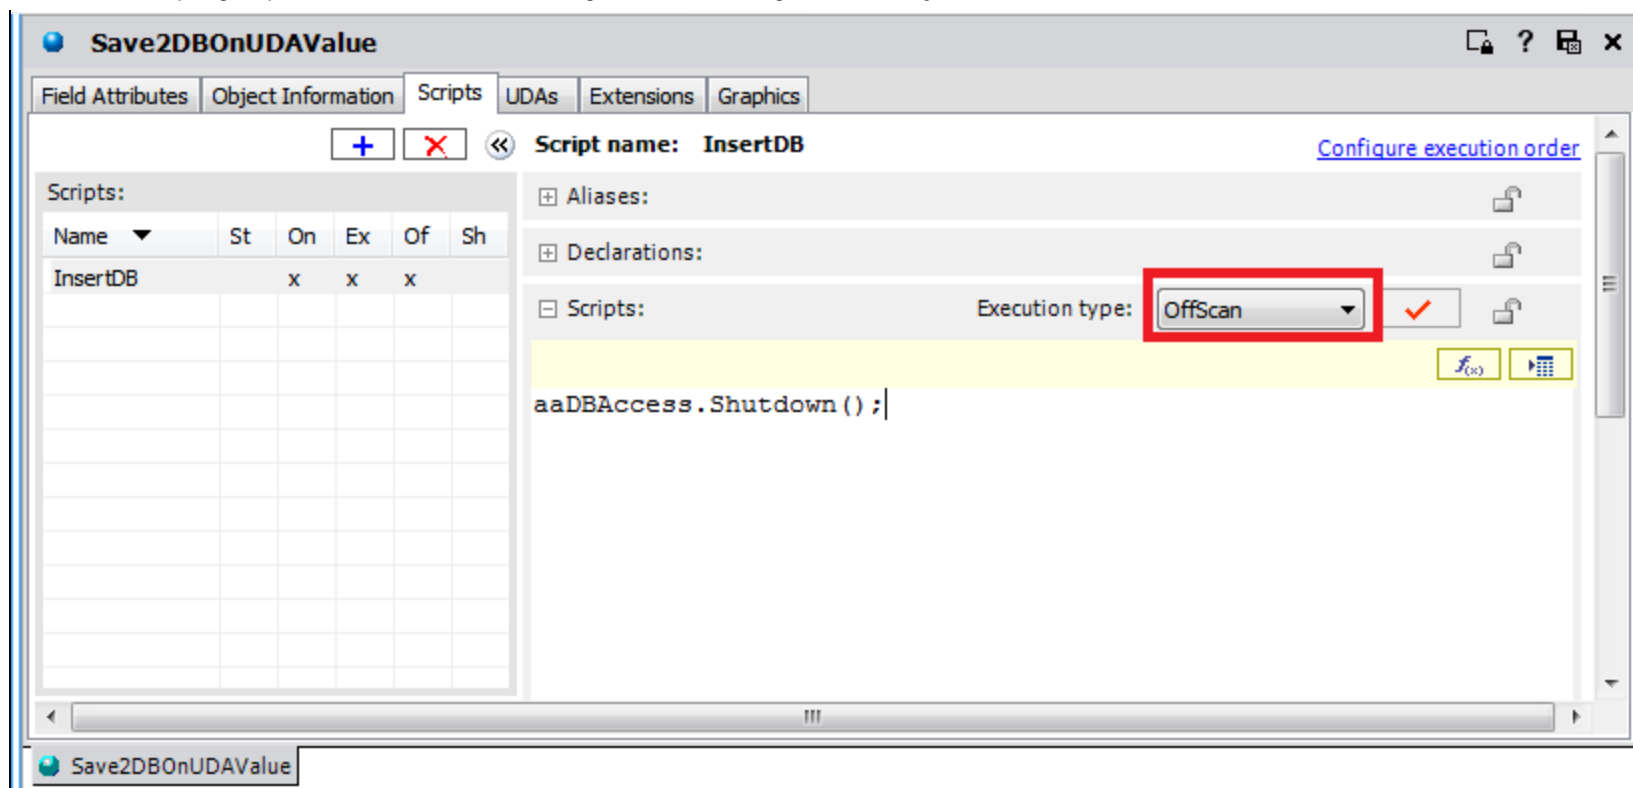 Save2DBOnUDAValue ?
Field Attributes Object Information Scripts UDAs Extensions Graphics
Script name: InsertDB Configure execution order
Scripts:
Aliases:
Name St On Ex Of Sh
Declarations:
InsertDB x x x
Scripts: Execution type: OffScan
f(x)
aaDBAccess.Shutdown();
Save2DBOnUDAValue